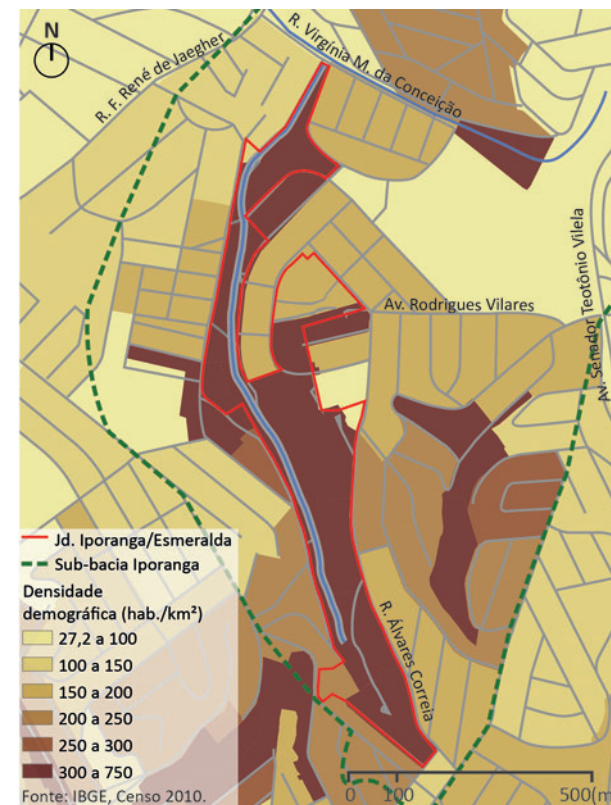 N
R. F. René de Jaegher
R. Virgínia M. da Conceição
Av. Rodrigues Vilares
Av. Senador Teotônio Vilela
R. Álvares Correia
Jd. Iporanga/Esmeralda
Sub-bacia Iporanga
Densidade
demográfica (hab./km²)
27,2 a 100
100 a 150
150 a 200
200 a 250
250 a 300
300 a 750
Fonte: IBGE, Censo 2010.
0 100 500(m